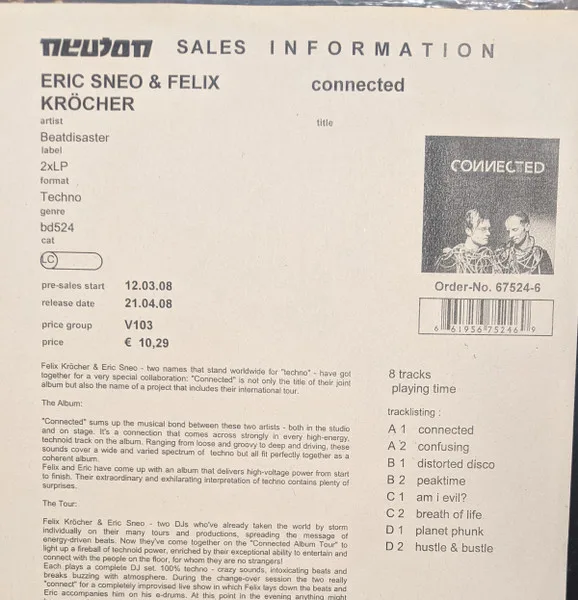 neuton SALES INFORMATION
ERIC SNEO & FELIX KRÖCHER
artist
connected
title
Beatdisaster
label
2xLP
format
Techno
genre
bd524
cat
LC
pre-sales start 12.03.08
release date 21.04.08
price group V103
price € 10,29
CONNECTED
Order-No. 67524-6
6 61956 75246 9
Felix Kröcher & Eric Sneo - two names that stand worldwide for "techno" - have got
together for a very special collaboration: "Connected" is not only the title of their joint
album but also the name of a project that includes their international tour.
The Album:
"Connected" sums up the musical bond between these two artists - both in the studio
and on stage. It's a connection that comes across strongly in every high-energy,
technoid track on the album. Ranging from loose and groovy to deep and driving, these
sounds cover a wide and varied spectrum of techno but all fit perfectly together as a
coherent album.
Felix and Eric have come up with an album that delivers high-voltage power from start
to finish. Their extraordinary and exhilarating interpretation of techno contains plenty of
surprises.
The Tour:
Felix Kröcher & Eric Sneo - two DJs who've already taken the world by storm
individually on their many tours and productions, spreading the message of
energy-driven beats. Now they've come together on the "Connected Album Tour" to
light up a fireball of technoid power, enriched by their exceptional ability to entertain and
connect with the people on the floor, for whom they are no strangers!
Each plays a complete DJ set. 100% techno - crazy sounds, intoxicating beats and
breaks buzzing with atmosphere. During the change-over session the two really
"connect" for a completely improvised live show in which Felix lays down the beats and
Eric accompanies him on his e-drums. At this point in the evening anything might
8 tracks
playing time
tracklisting :
A 1 connected
A 2 confusing
B 1 distorted disco
B 2 peaktime
C 1 am i evil?
C 2 breath of life
D 1 planet phunk
D 2 hustle & bustle